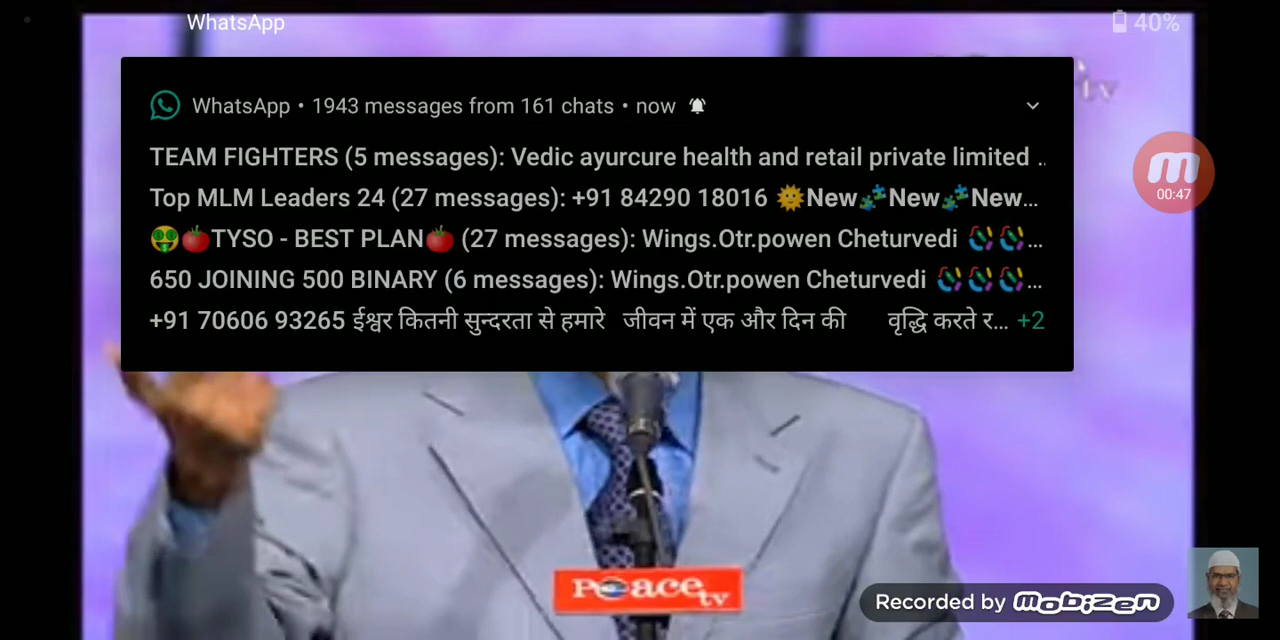 WhatsApp
40%
WhatsApp • 1943 messages from 161 chats • now
TEAM FIGHTERS (5 messages): Vedic ayurcure health and retail private limited ..
Top MLM Leaders 24 (27 messages): +91 84290 18016 🌞New🧩New🧩New...
🤑🍅TYSO - BEST PLAN🍅 (27 messages): Wings.Otr.powen Cheturvedi ...
650 JOINING 500 BINARY (6 messages): Wings.Otr.powen Cheturvedi ...
+91 70606 93265 ईश्वर कितनी सुन्दरता से हमारे जीवन में एक और दिन की वृद्धि करते र... +2
tv
00:47
Peace tv
Recorded by mobizen